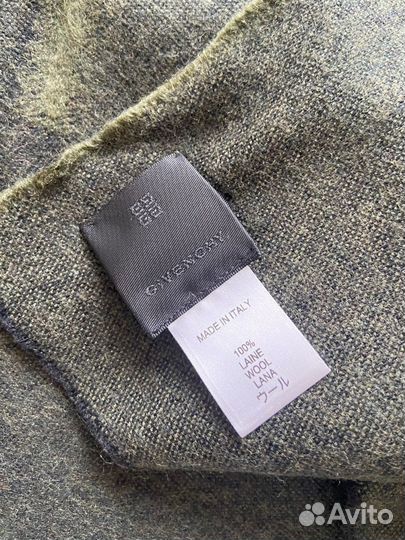 GIVENCHY
MADE IN ITALY
100%
LAINE
WOOL
LANA
ウール
Avito